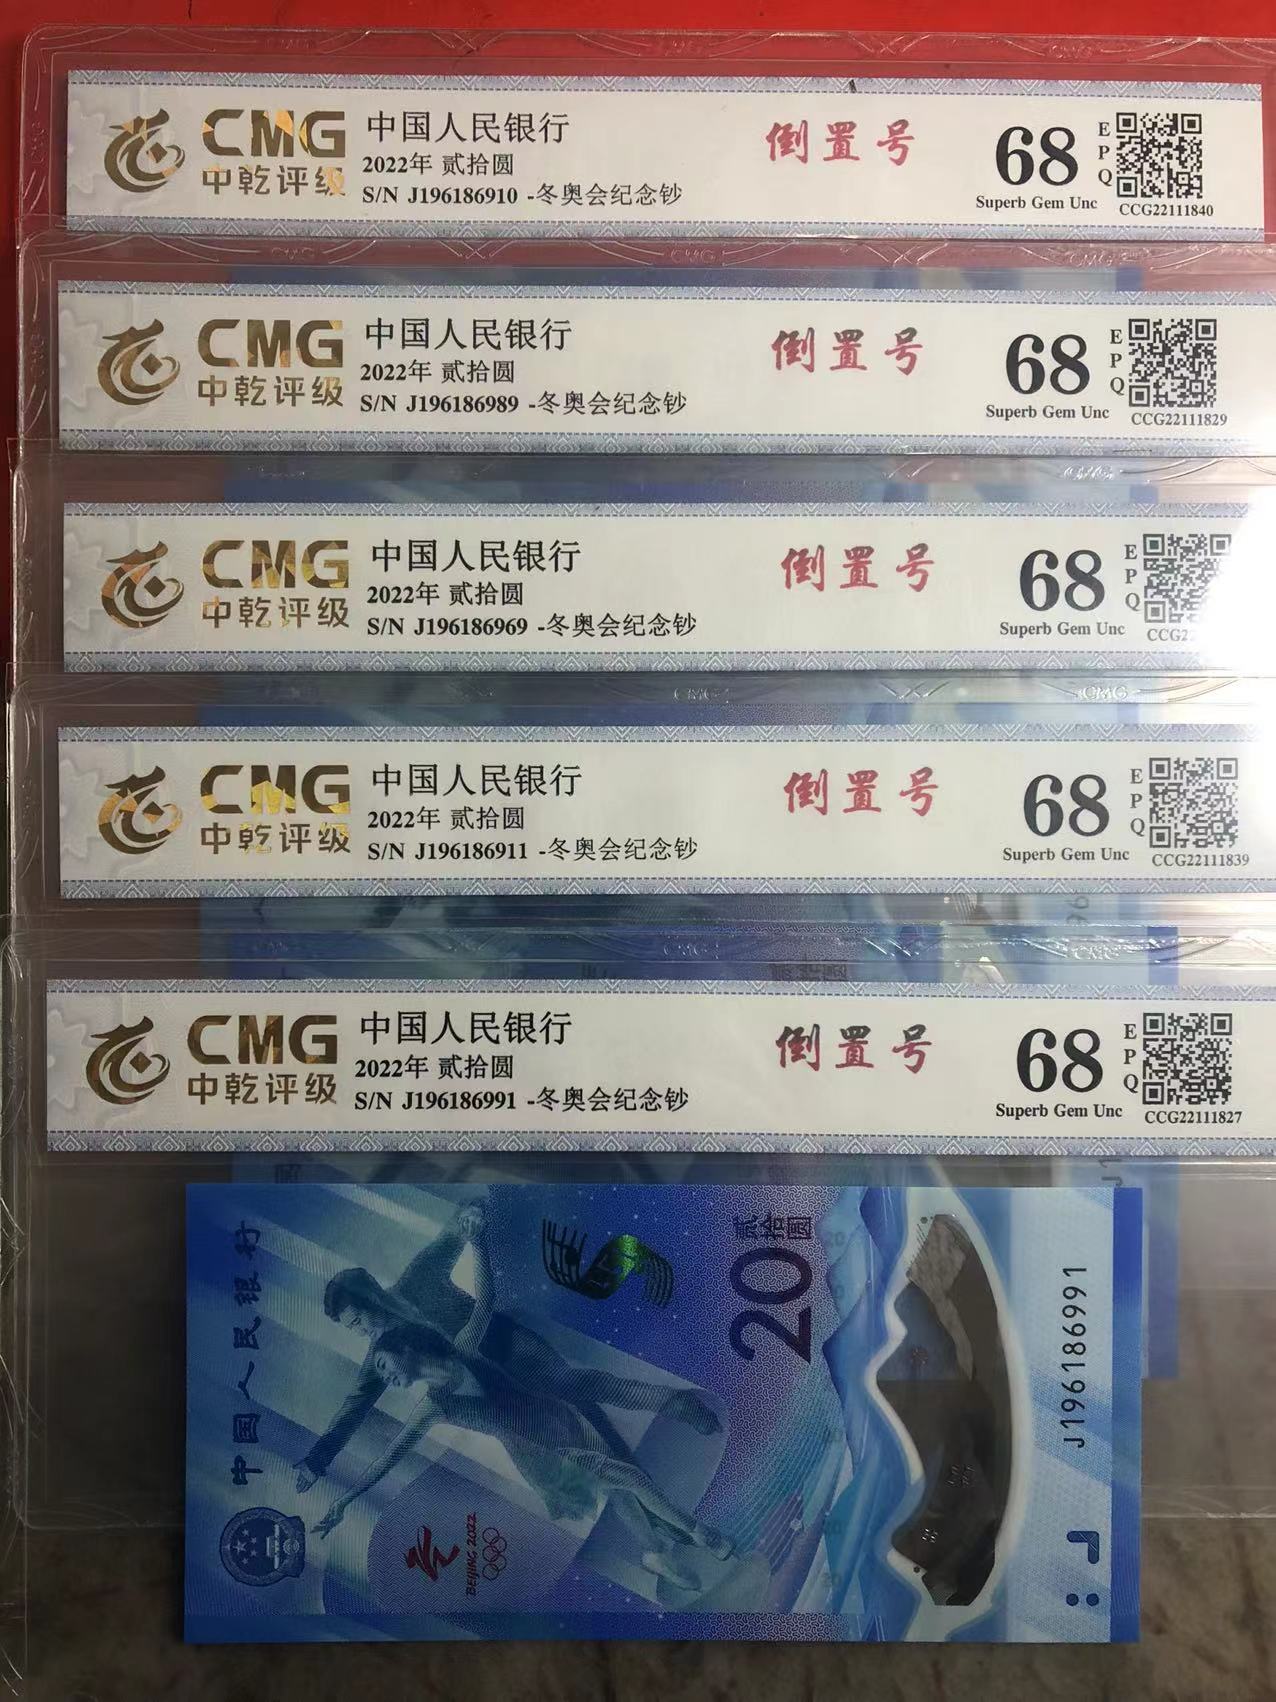 CMG
中乾评级
中国人民银行
2022年 贰拾圆
S/N J196186910 -冬奥会纪念钞
倒置号
68
EPQ
Superb Gem Unc
CCG22111840
CMG
CMG
CMG
中乾评级
中国人民银行
2022年 贰拾圆
S/N J196186989 -冬奥会纪念钞
倒置号
68
EPQ
Superb Gem Unc
CCG22111829
CMG
中乾评级
中国人民银行
2022年 贰拾圆
S/N J196186969 -冬奥会纪念钞
倒置号
68
EPQ
Superb Gem Unc
CCG22
CMG
CMG
CMG
中乾评级
中国人民银行
2022年 贰拾圆
S/N J196186911 -冬奥会纪念钞
倒置号
68
EPQ
Superb Gem Unc
CCG22111839
CMG
CMG
CMG
中乾评级
中国人民银行
2022年 贰拾圆
S/N J196186991 -冬奥会纪念钞
倒置号
68
EPQ
Superb Gem Unc
CCG22111827
中国人民银行
BEIJING 2022
20
贰拾圆
J196186991